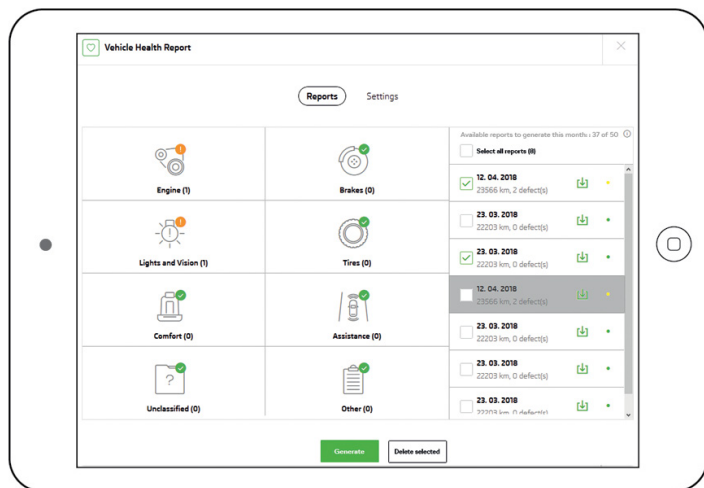 Vehicle Health Report
Reports
Settings
Available reports to generate this month: 37 of 50
Select all reports (8)
Engine (1)
Brakes (0)
Lights and Vision (1)
Tires (0)
Comfort (0)
Assistance (0)
Unclassified (0)
Other (0)
12. 04. 2018
23566 km, 2 defect(s)
23. 03. 2018
22203 km, 0 defect(s)
23. 03. 2018
22203 km, 0 defect(s)
12. 04. 2018
23566 km, 2 defect(s)
23. 03. 2018
22203 km, 0 defect(s)
23. 03. 2018
22203 km, 0 defect(s)
23. 03. 2018
22203 km, 0 defect(s)
Generate
Delete selected